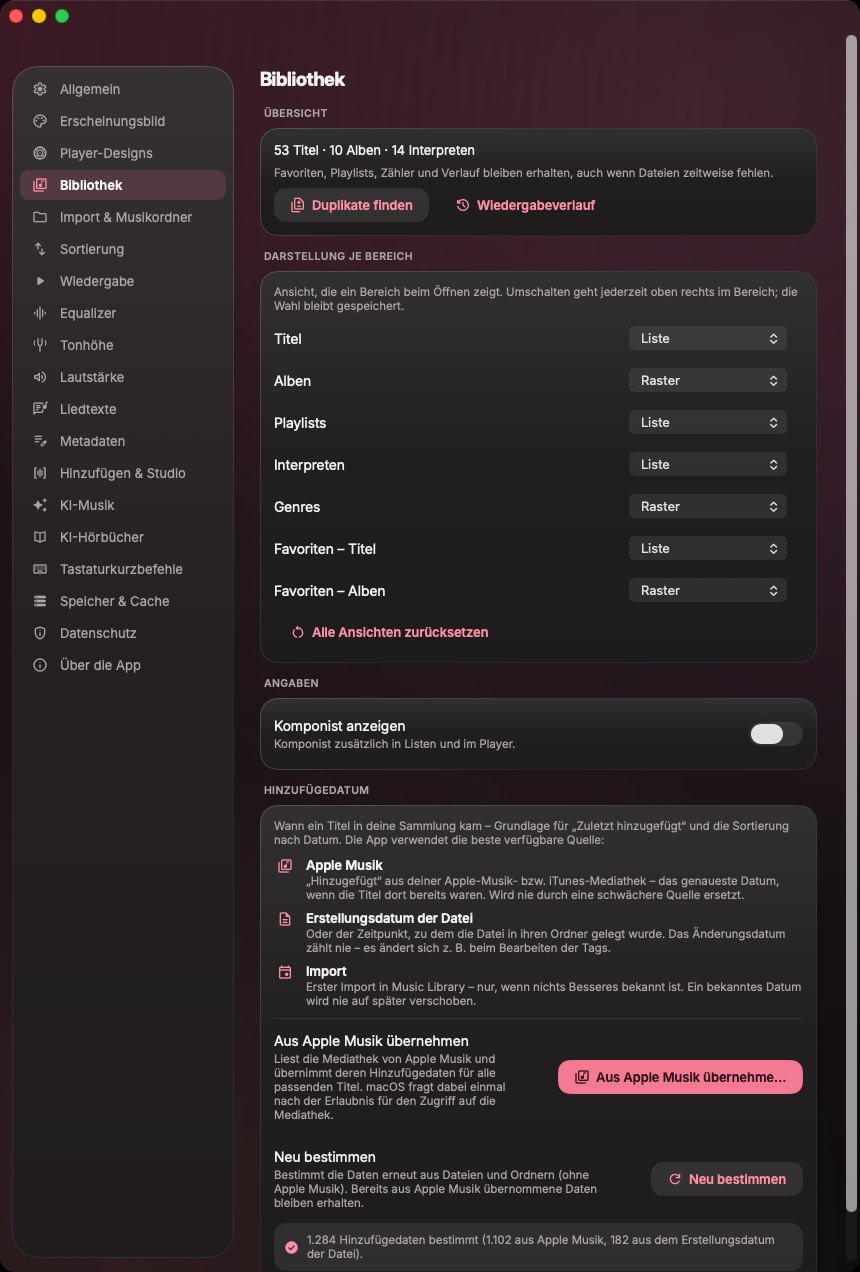 Allgemein
Erscheinungsbild
Player-Designs
Bibliothek
Import & Musikordner
Sortierung
Wiedergabe
Equalizer
Tonhöhe
Lautstärke
Liedtexte
Metadaten
Hinzufügen & Studio
KI-Musik
KI-Hörbücher
Tastaturkurzbefehle
Speicher & Cache
Datenschutz
Über die App
Bibliothek
ÜBERSICHT
53 Titel · 10 Alben · 14 Interpreten
Favoriten, Playlists, Zähler und Verlauf bleiben erhalten, auch wenn Dateien zeitweise fehlen.
Duplikate finden
Wiedergabeverlauf
DARSTELLUNG JE BEREICH
Ansicht, die ein Bereich beim Öffnen zeigt. Umschalten geht jederzeit oben rechts im Bereich; die
Wahl bleibt gespeichert.
Titel Liste
Alben Raster
Playlists Liste
Interpreten Liste
Genres Raster
Favoriten – Titel Liste
Favoriten – Alben Raster
Alle Ansichten zurücksetzen
ANGABEN
Komponist anzeigen
Komponist zusätzlich in Listen und im Player.
HINZUFÜGEDATUM
Wann ein Titel in deine Sammlung kam – Grundlage für „Zuletzt hinzugefügt“ und die Sortierung
nach Datum. Die App verwendet die beste verfügbare Quelle:
Apple Musik
„Hinzugefügt“ aus deiner Apple-Musik- bzw. iTunes-Mediathek – das genaueste Datum,
wenn die Titel dort bereits waren. Wird nie durch eine schwächere Quelle ersetzt.
Erstellungsdatum der Datei
Oder der Zeitpunkt, zu dem die Datei in ihren Ordner gelegt wurde. Das Änderungsdatum
zählt nie – es ändert sich z. B. beim Bearbeiten der Tags.
Import
Erster Import in Music Library – nur, wenn nichts Besseres bekannt ist. Ein bekanntes Datum
wird nie auf später verschoben.
Aus Apple Musik übernehmen
Liest die Mediathek von Apple Musik und
übernimmt deren Hinzufügedaten für alle
passenden Titel. macOS fragt dabei einmal
nach der Erlaubnis für den Zugriff auf die
Mediathek.
Aus Apple Musik übernehme...
Neu bestimmen
Bestimmt die Daten erneut aus Dateien und Ordnern (ohne
Apple Musik). Bereits aus Apple Musik übernommene Daten
bleiben erhalten.
Neu bestimmen
1.284 Hinzufügedaten bestimmt (1.102 aus Apple Musik, 182 aus dem Erstellungsdatum
der Datei).